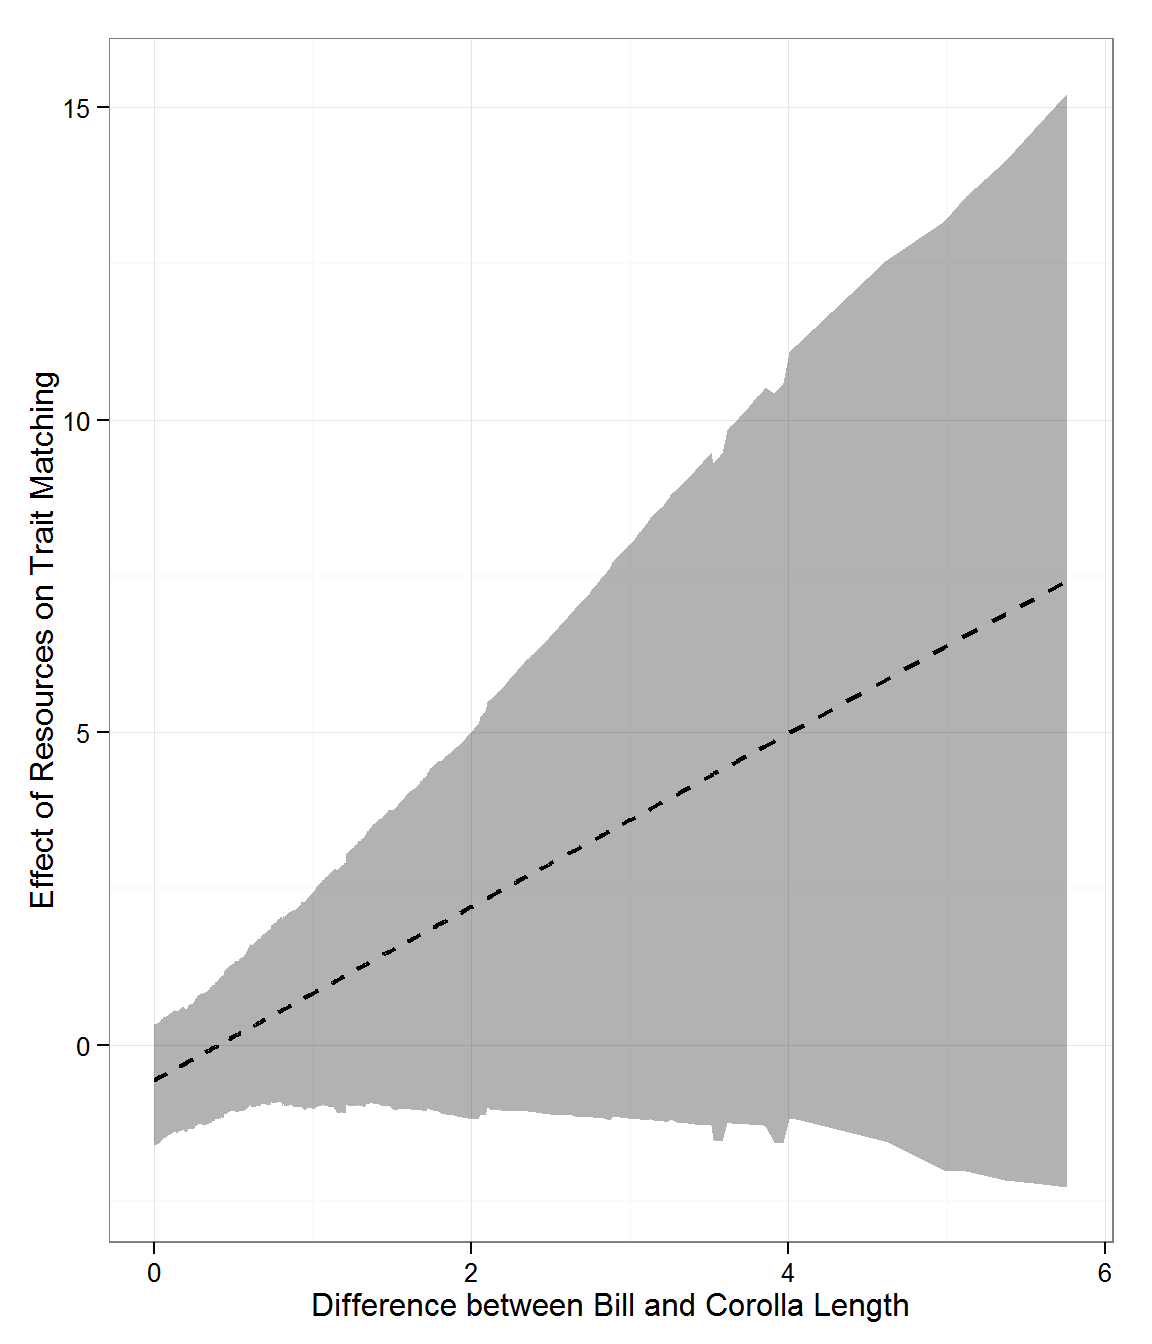 Effect of Resources on Trait Matching
15
10
5
0
0 2 4 6
Difference between Bill and Corolla Length